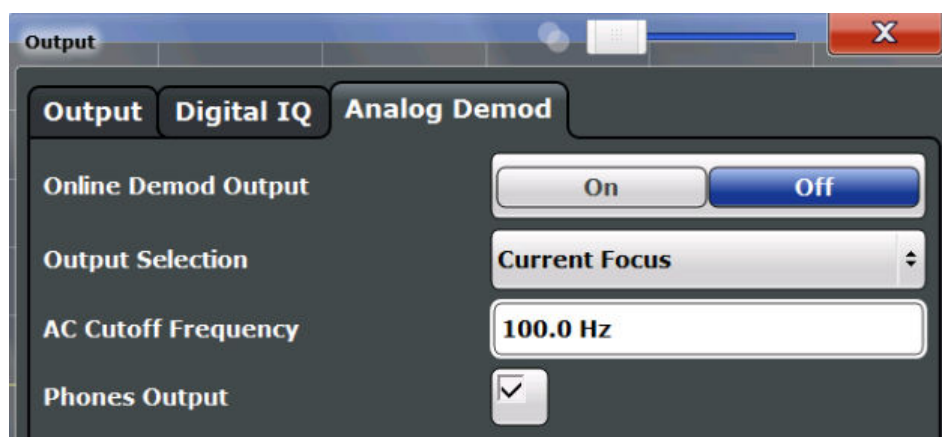 Output
X
Output Digital IQ Analog Demod
Online Demod Output On Off
Output Selection Current Focus
AC Cutoff Frequency 100.0 Hz
Phones Output